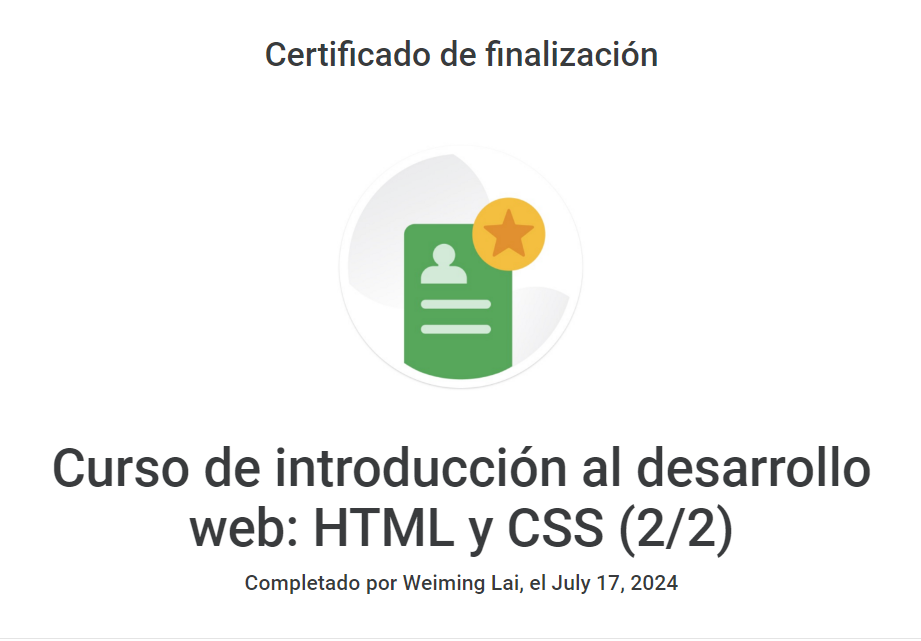 Certificado de finalización
Curso de introducción al desarrollo
web: HTML y CSS (2/2)
Completado por Weiming Lai, el July 17, 2024